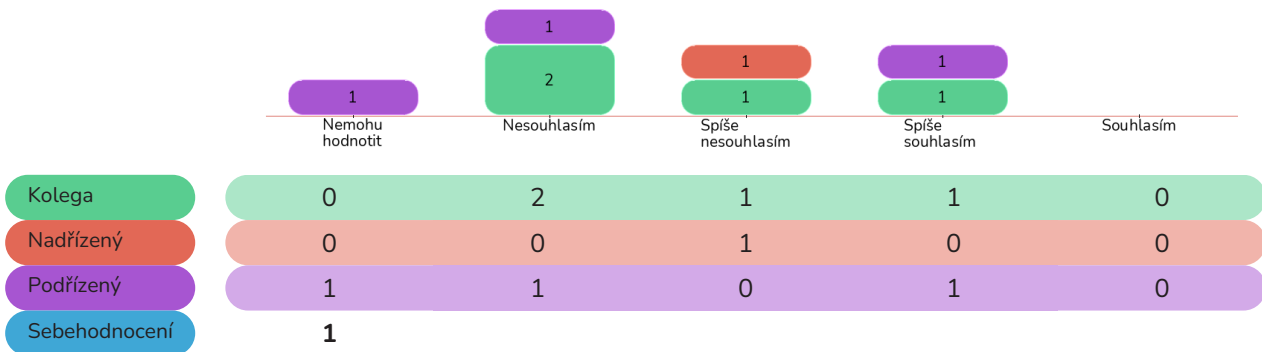 1
1
1
1
1
2
1
1
Nemohu
hodnotit
Nesouhlasím
Spíše
nesouhlasím
Spíše
souhlasím
Souhlasím
Kolega 0 2 1 1 0
Nadřízený 0 0 1 0 0
Podřízený 1 1 0 1 0
Sebehodnocení 1